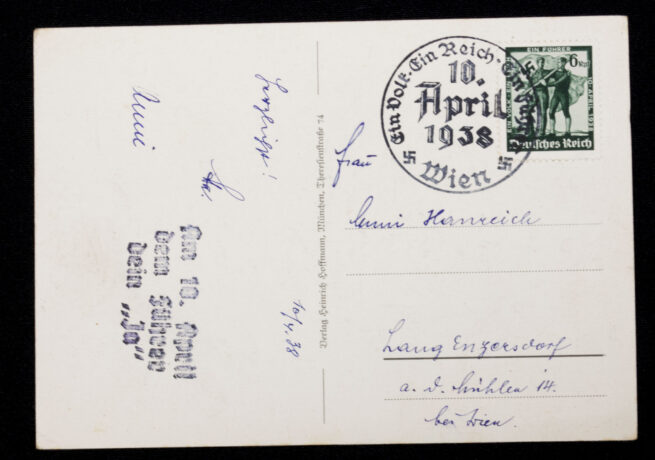 Ein Volk · Ein Reich · Ein Führer
10.
April
1938
Wien
EIN FÜHRER
6
Deutsches Reich
Herzlichst!
Am 10. April
dem Führer
dein „Ja“
10/4.38
Verlag Heinrich Hoffmann, München, Theresienstraße 74
Frau
Hanreich
Lang Enzersdorf
a. d. Mühlen 14.
bei Wien.